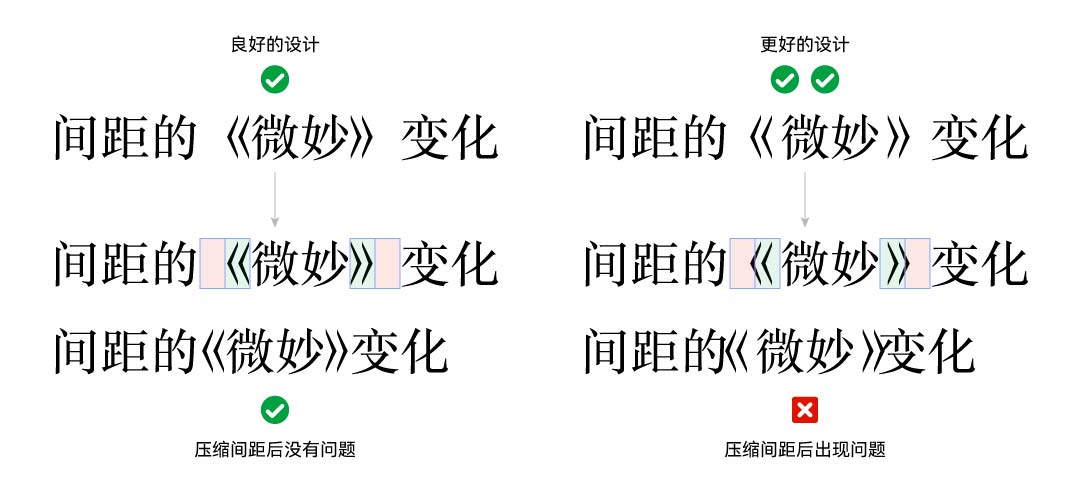 良好的设计
间距的《微妙》变化
间距的《微妙》变化
间距的《微妙》变化
压缩间距后没有问题
更好的设计
间距的《微妙》变化
间距的《微妙》变化
间距的《微妙》变化
压缩间距后出现问题